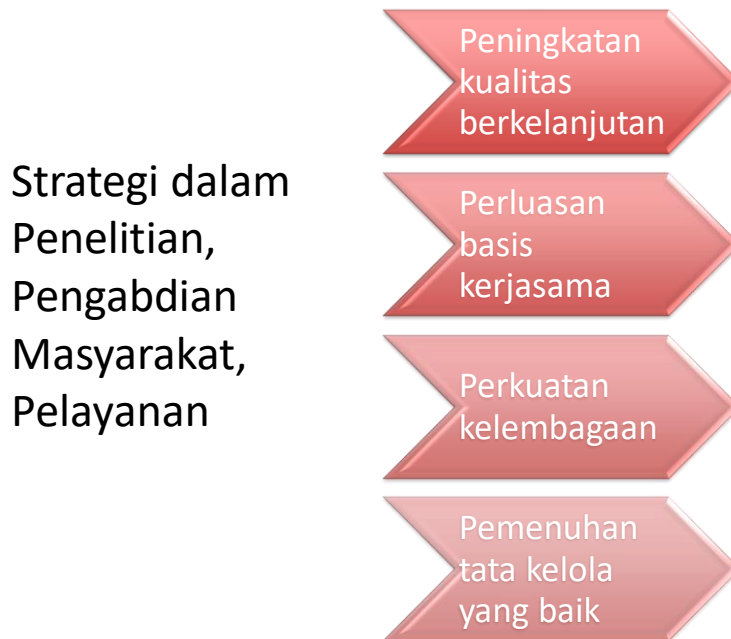 Strategi dalam
Penelitian,
Pengabdian
Masyarakat,
Pelayanan
Peningkatan
kualitas
berkelanjutan
Perluasan
basis
kerjasama
Perkuatan
kelembagaan
Pemenuhan
tata kelola
yang baik